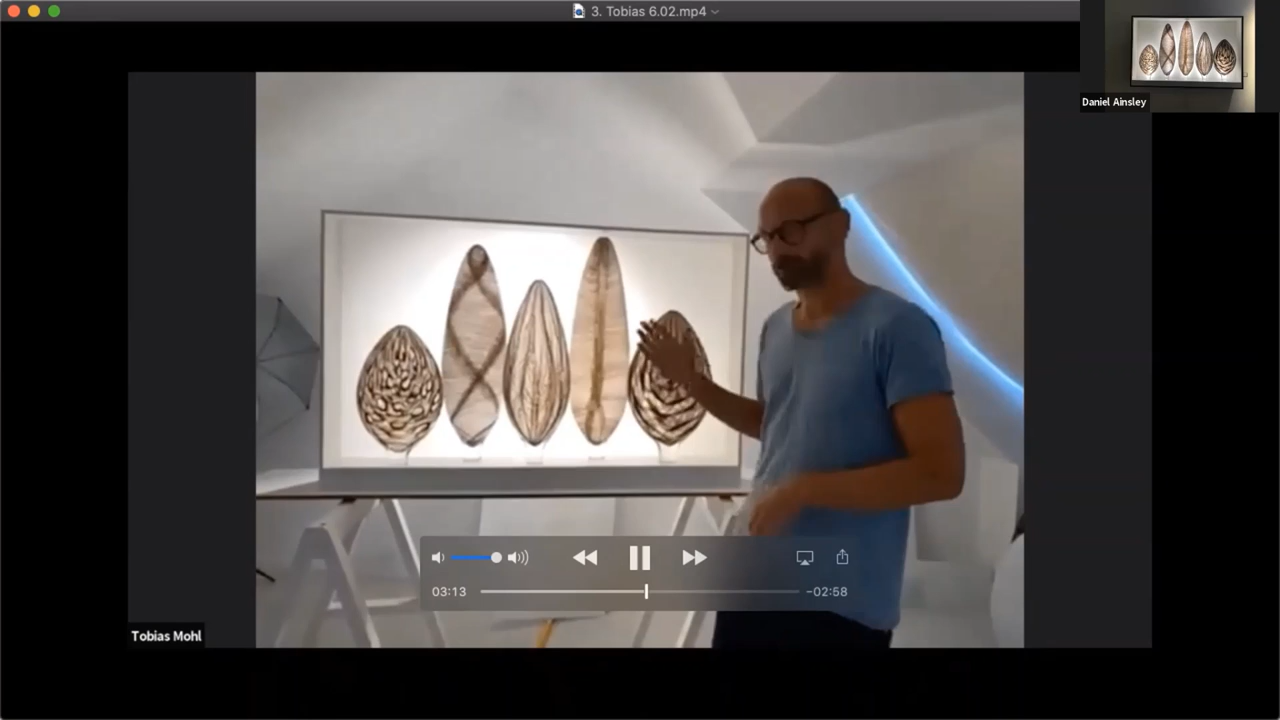 3. Tobias 6.02.mp4
Daniel Ainsley
03:13
-02:58
Tobias Mohl